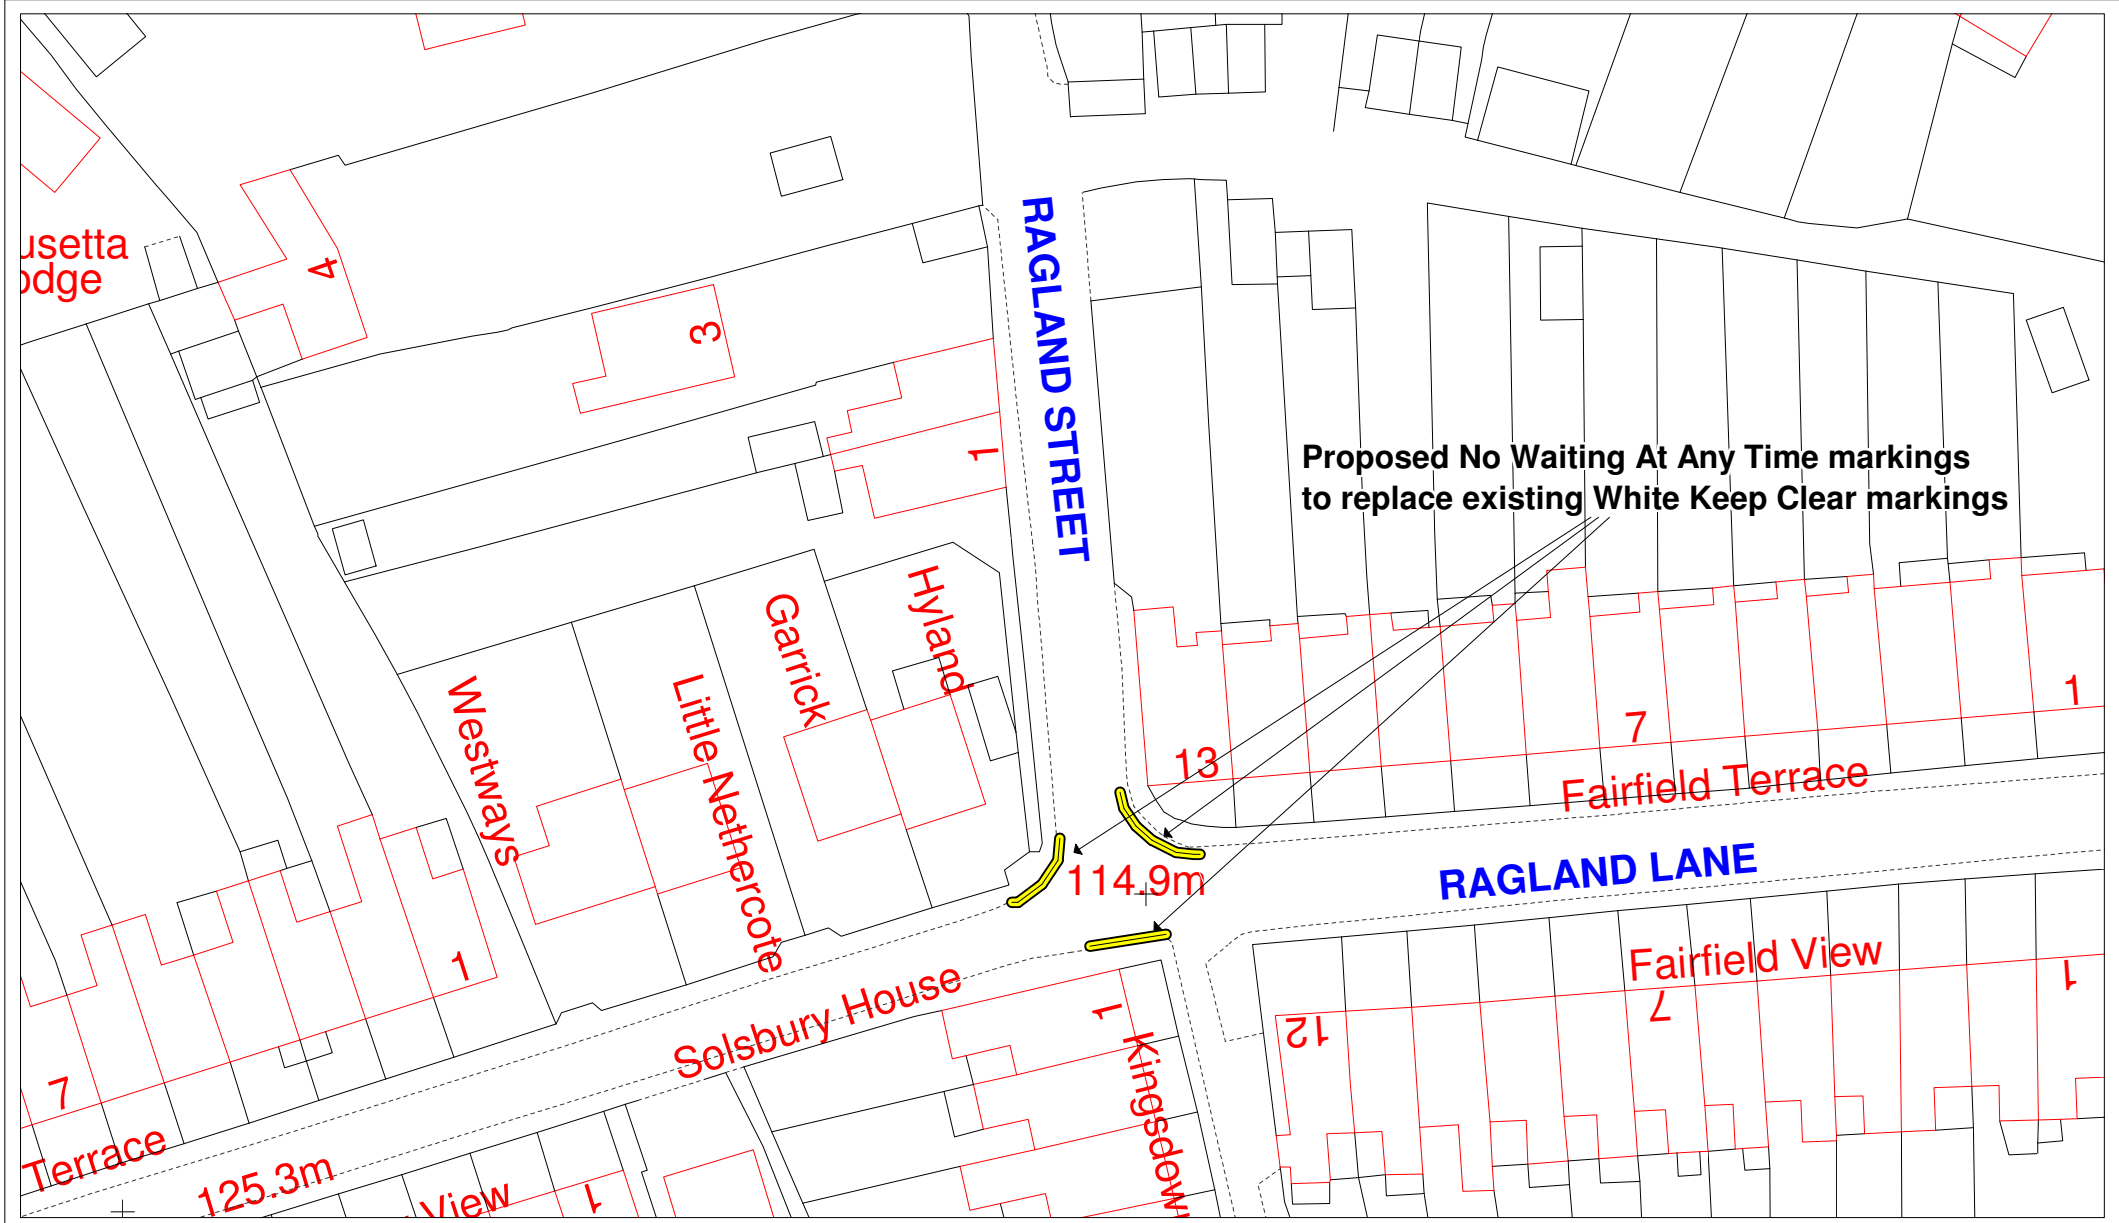 usetta
odge
4
3
1
RAGLAND STREET
Proposed No Waiting At Any Time markings
to replace existing White Keep Clear markings
Hyland
Garrick
Little Nethercote
Westways
13
7
1
Fairfield Terrace
114.9m
RAGLAND LANE
Fairfield View
12
7
1
Solsbury House
1
Kingsdow
1
7
Terrace
125.3m
View
1